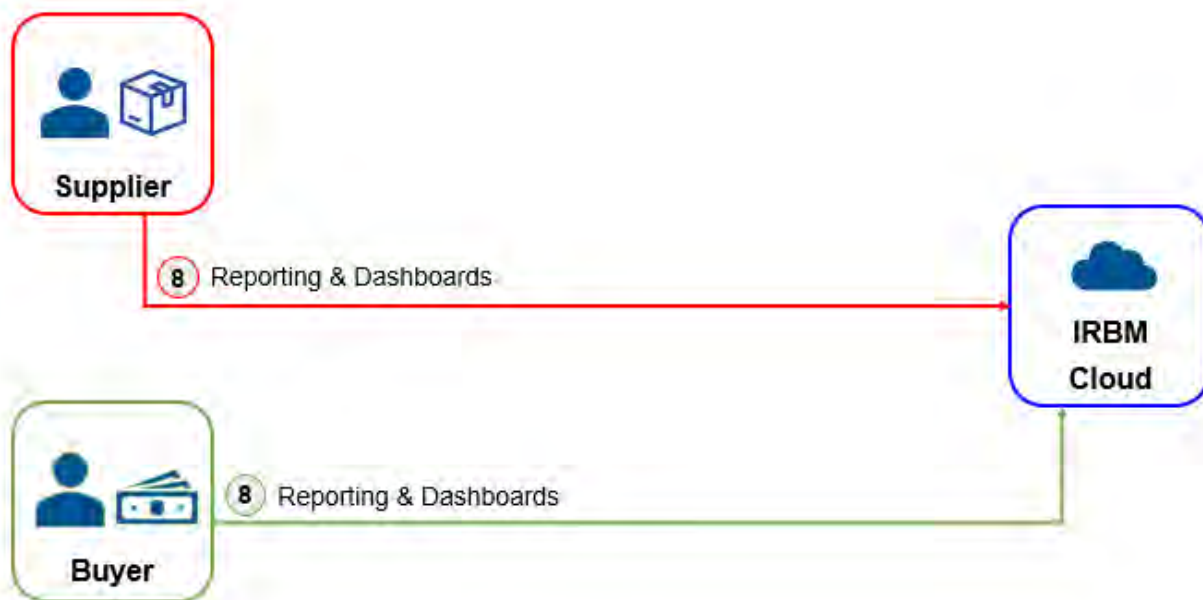 Supplier
8 Reporting & Dashboards
IRBM
Cloud
8 Reporting & Dashboards
Buyer